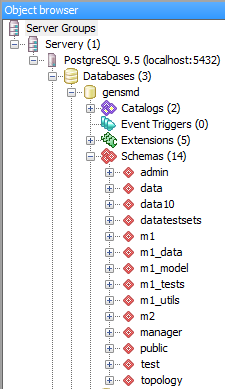 Object browser
Server Groups
Servery (1)
PostgreSQL 9.5 (localhost:5432)
Databases (3)
gensmd
Catalogs (2)
Event Triggers (0)
Extensions (5)
Schemas (14)
admin
data
data10
datatestsets
m1
m1_data
m1_model
m1_tests
m1_utils
m2
manager
public
test
topology